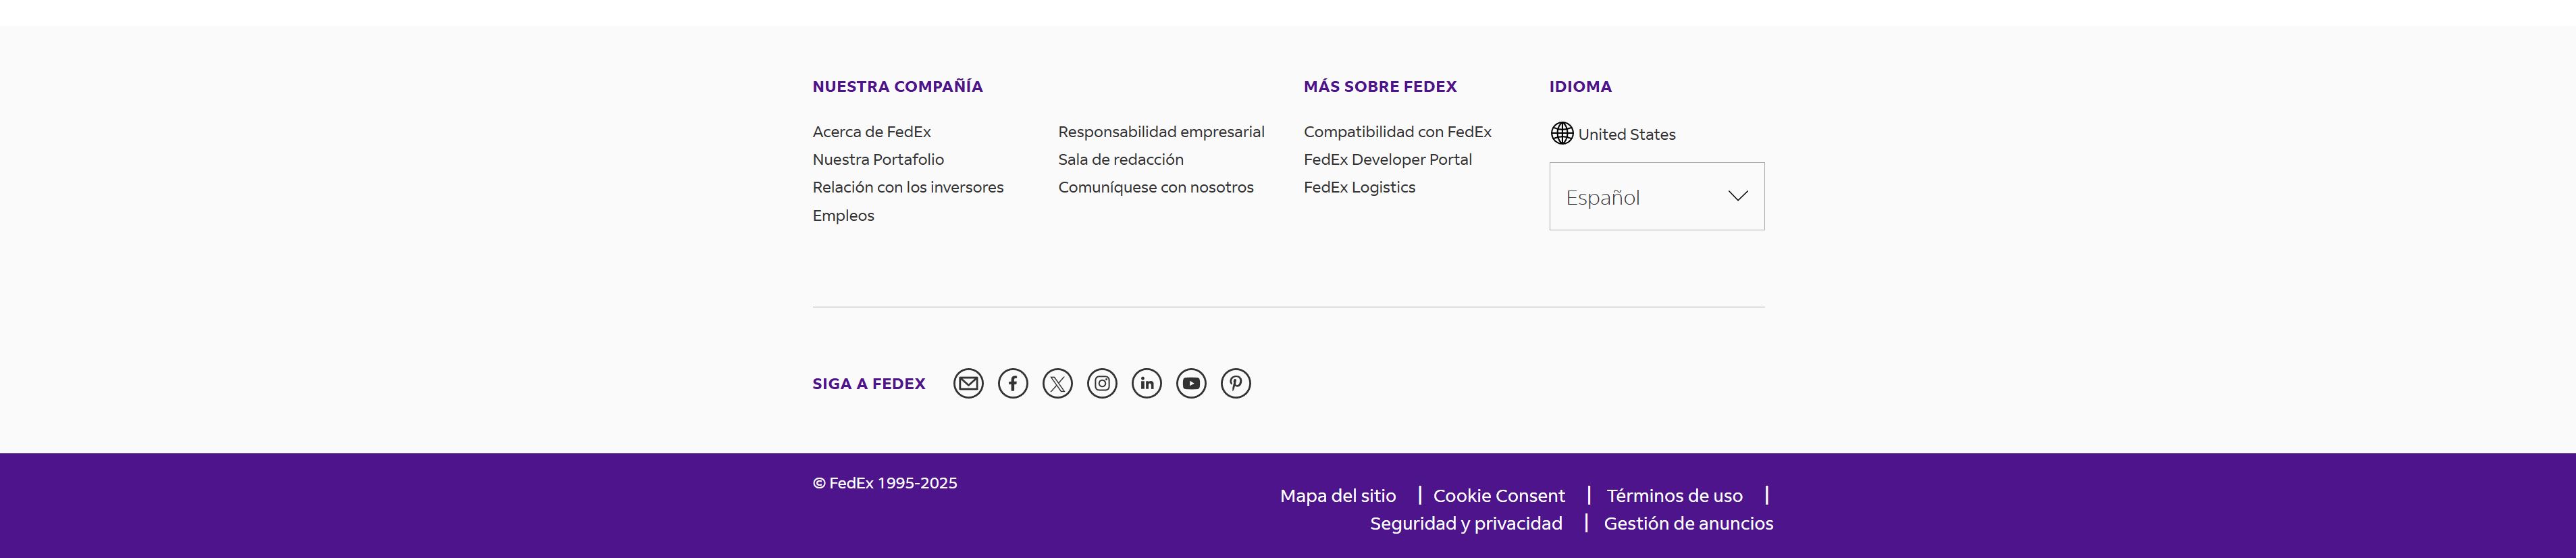 NUESTRA COMPAÑÍA
Acerca de FedEx
Nuestra Portafolio
Relación con los inversores
Empleos
Responsabilidad empresarial
Sala de redacción
Comuníquese con nosotros
MÁS SOBRE FEDEX
Compatibilidad con FedEx
FedEx Developer Portal
FedEx Logistics
IDIOMA
United States
Español
SIGA A FEDEX
© FedEx 1995-2025
Mapa del sitio | Cookie Consent | Términos de uso |
Seguridad y privacidad | Gestión de anuncios